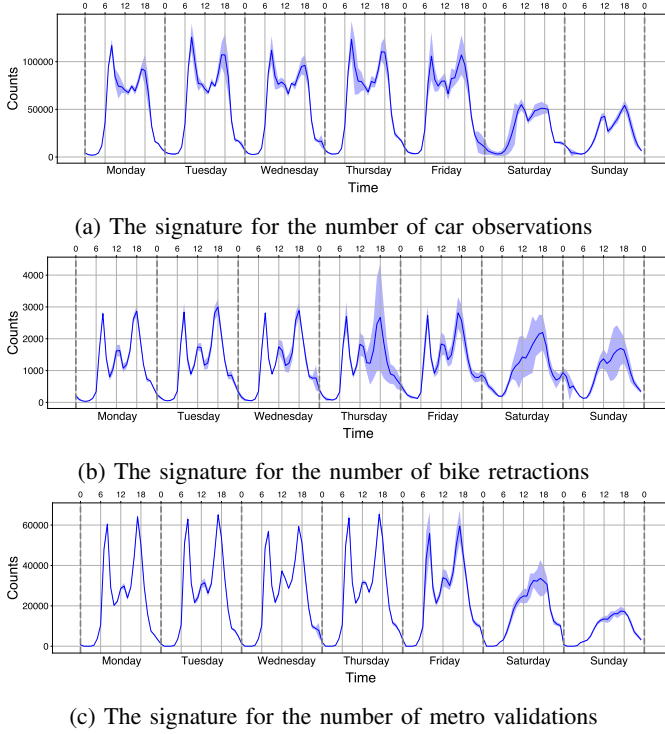 0 6 12 18 0 6 12 18 0 6 12 18 0 6 12 18 0 6 12 18 0 6 12 18 0 6 12 18 0
100000
50000
0
Counts
Monday Tuesday Wednesday Thursday Friday Saturday Sunday
Time
(a) The signature for the number of car observations
0 6 12 18 0 6 12 18 0 6 12 18 0 6 12 18 0 6 12 18 0 6 12 18 0 6 12 18 0
4000
3000
2000
1000
0
Counts
Monday Tuesday Wednesday Thursday Friday Saturday Sunday
Time
(b) The signature for the number of bike retractions
0 6 12 18 0 6 12 18 0 6 12 18 0 6 12 18 0 6 12 18 0 6 12 18 0 6 12 18 0
60000
40000
20000
0
Counts
Monday Tuesday Wednesday Thursday Friday Saturday Sunday
Time
(c) The signature for the number of metro validations